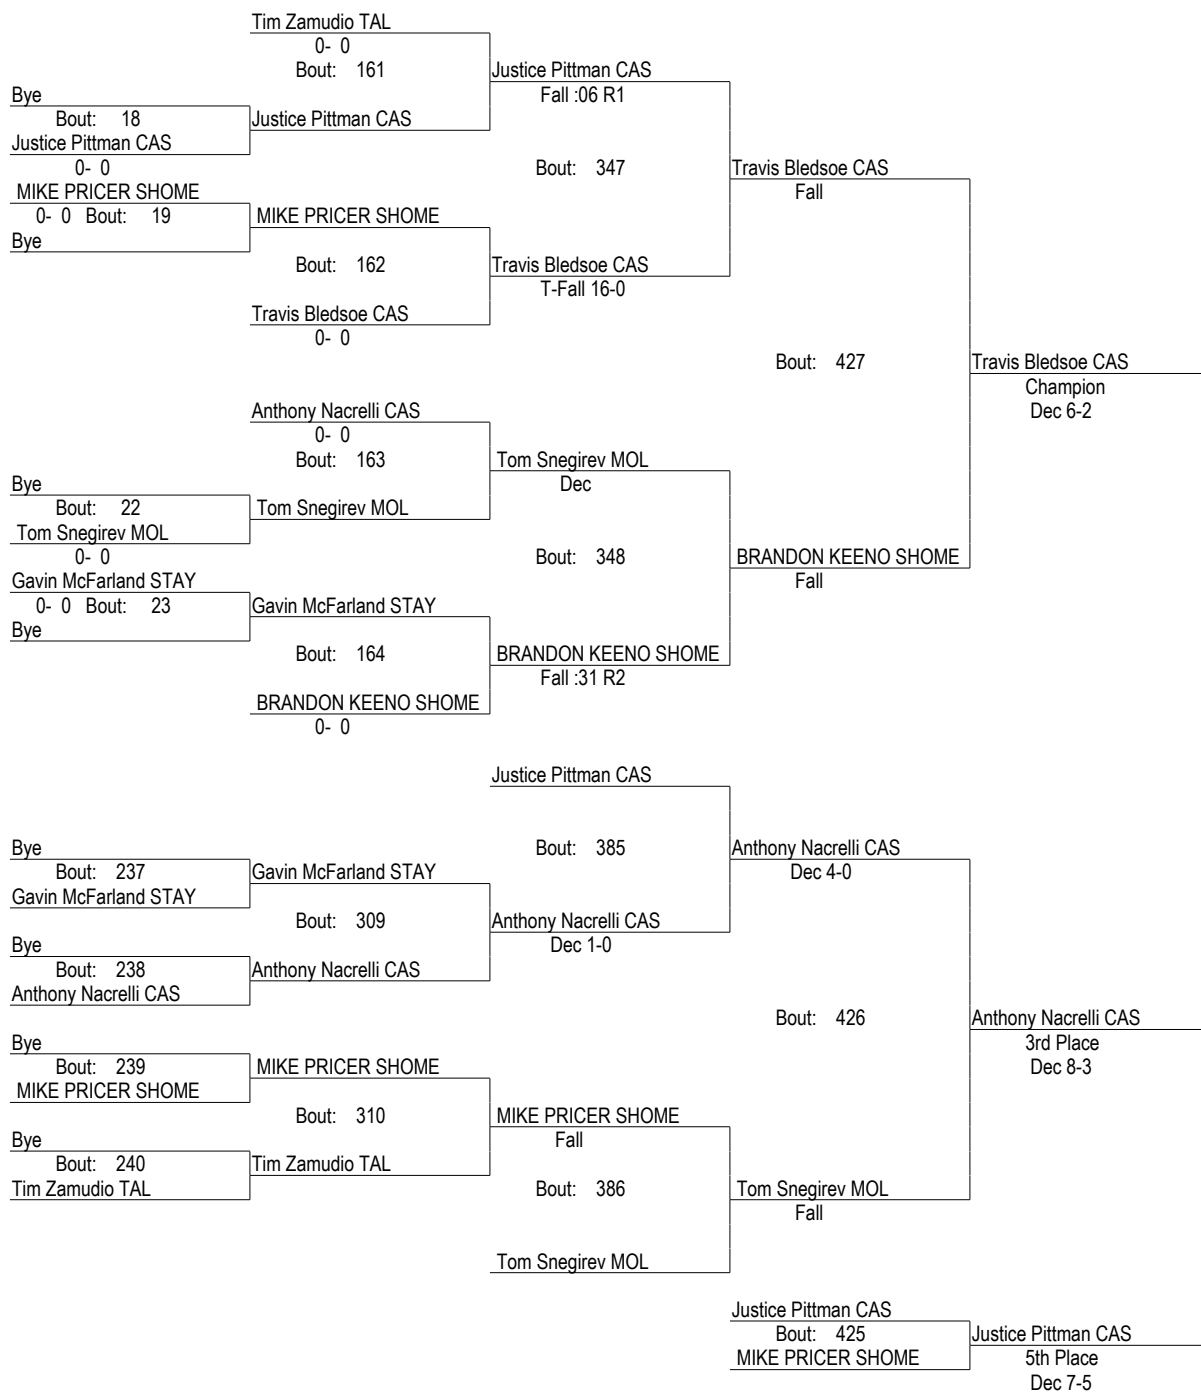 Tim Zamudio TAL
0- 0
Bout: 161
Justice Pittman CAS
Fall :06 R1
Bye
Bout: 18
Justice Pittman CAS
Justice Pittman CAS
0- 0
Bout: 347
Travis Bledsoe CAS
Fall
MIKE PRICER SHOME
0- 0 Bout: 19
MIKE PRICER SHOME
Bye
Bout: 162
Travis Bledsoe CAS
T-Fall 16-0
Travis Bledsoe CAS
0- 0
Bout: 427
Travis Bledsoe CAS
Champion
Dec 6-2
Anthony Nacrelli CAS
0- 0
Bout: 163
Tom Snegirev MOL
Dec
Bye
Bout: 22
Tom Snegirev MOL
Tom Snegirev MOL
0- 0
Bout: 348
BRANDON KEENO SHOME
Fall
Gavin McFarland STAY
0- 0 Bout: 23
Gavin McFarland STAY
Bye
Bout: 164
BRANDON KEENO SHOME
Fall :31 R2
BRANDON KEENO SHOME
0- 0
Justice Pittman CAS
Bye
Bout: 237
Gavin McFarland STAY
Gavin McFarland STAY
Bout: 385
Anthony Nacrelli CAS
Dec 4-0
Bout: 309
Anthony Nacrelli CAS
Dec 1-0
Bye
Bout: 238
Anthony Nacrelli CAS
Anthony Nacrelli CAS
Bout: 426
Anthony Nacrelli CAS
3rd Place
Dec 8-3
Bye
Bout: 239
MIKE PRICER SHOME
MIKE PRICER SHOME
Bout: 310
MIKE PRICER SHOME
Fall
Bye
Bout: 240
Tim Zamudio TAL
Tim Zamudio TAL
Bout: 386
Tom Snegirev MOL
Fall
Tom Snegirev MOL
Justice Pittman CAS
Bout: 425
Justice Pittman CAS
MIKE PRICER SHOME
5th Place
Dec 7-5